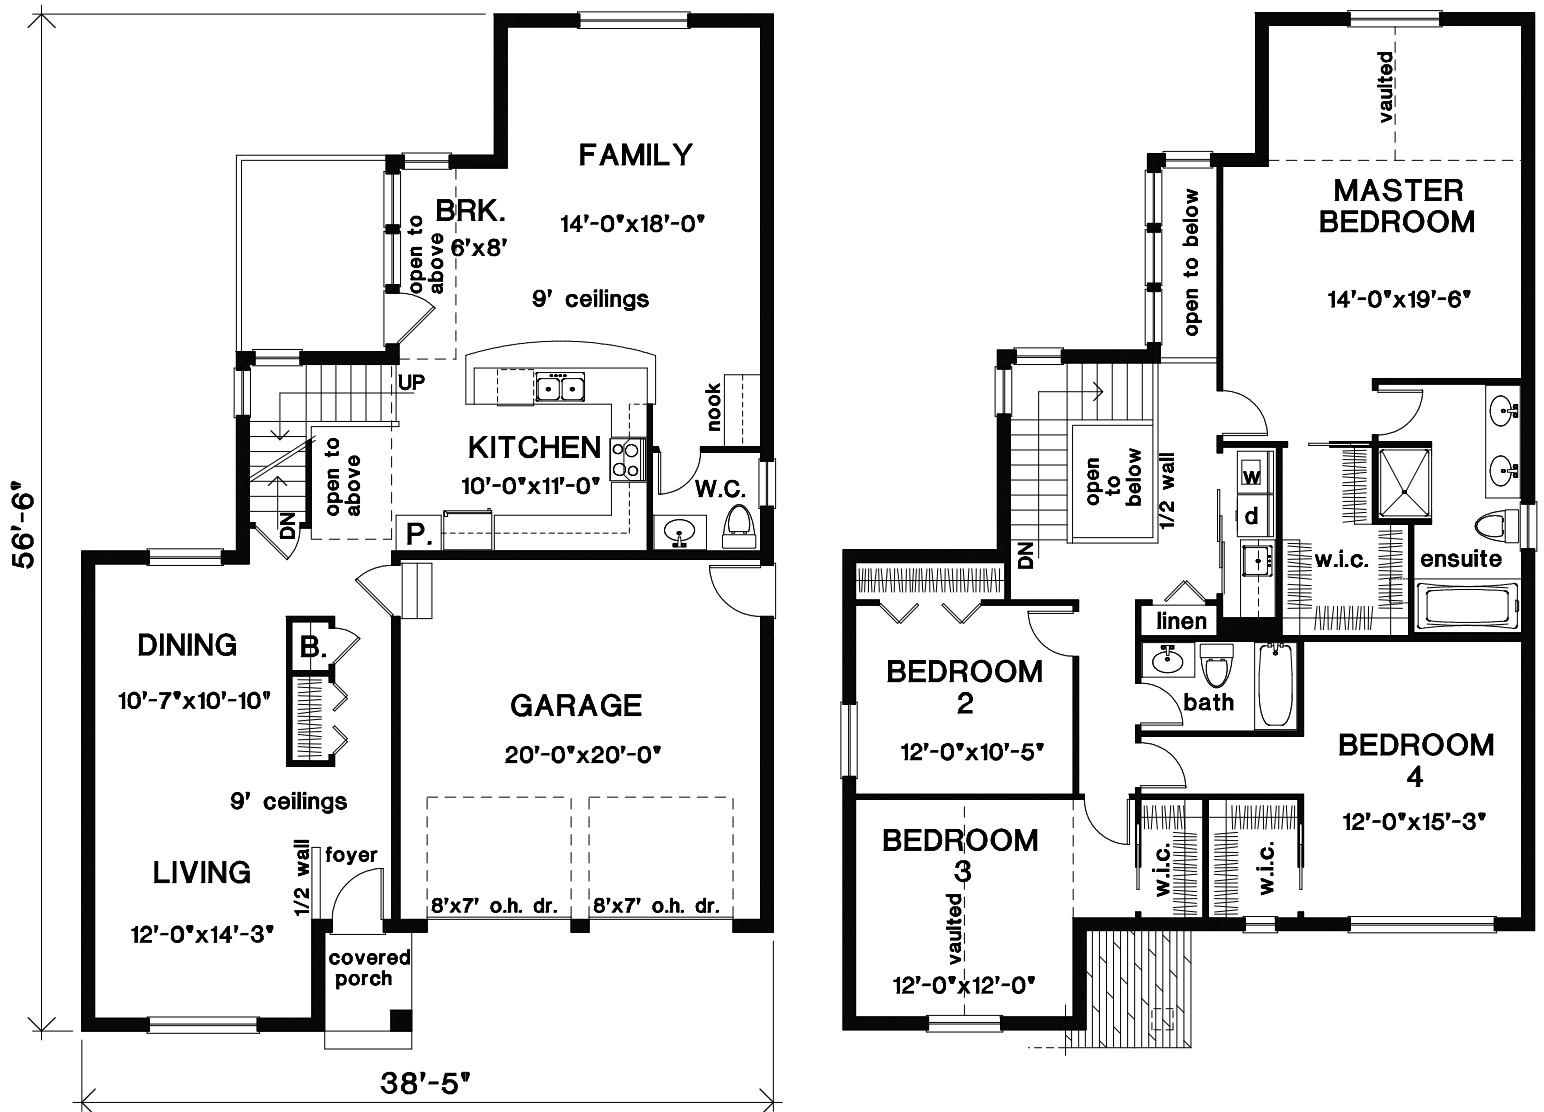 FAMILY
14'-0"x18'-0"
9' ceilings
BRK.
6'x8'
open to
above
UP
nook
KITCHEN
10'-0"x11'-0"
W.C.
open to
above
DN
P.
56'-6"
DINING
10'-7"x10'-10"
B.
GARAGE
20'-0"x20'-0"
9' ceilings
LIVING
12'-0"x14'-3"
1/2 wall
foyer
8'x7' o.h. dr.
8'x7' o.h. dr.
covered
porch
38'-5"
vaulted
MASTER
BEDROOM
14'-0"x19'-6"
open to below
open
to
below
1/2 wall
DN
w
d
w.i.c.
ensuite
linen
BEDROOM
2
12'-0"x10'-5"
bath
BEDROOM
4
12'-0"x15'-3"
BEDROOM
3
vaulted
12'-0"x12'-0"
w.i.c.
w.i.c.